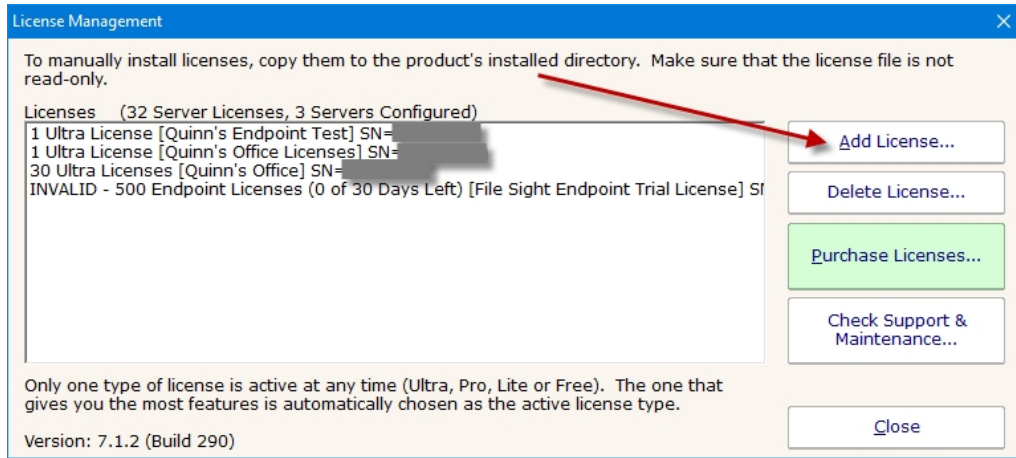 License Management
To manually install licenses, copy them to the product's installed directory.  Make sure that the license file is not
read-only.
Licenses    (32 Server Licenses, 3 Servers Configured)
1 Ultra License [Quinn's Endpoint Test] SN=
1 Ultra License [Quinn's Office Licenses] SN=
30 Ultra Licenses [Quinn's Office] SN=
INVALID - 500 Endpoint Licenses (0 of 30 Days Left) [File Sight Endpoint Trial License]
Add License...
Delete License...
Purchase Licenses...
Check Support &
Maintenance...
Only one type of license is active at any time (Ultra, Pro, Lite or Free).  The one that
gives you the most features is automatically chosen as the active license type.
Version: 7.1.2 (Build 290)
Close